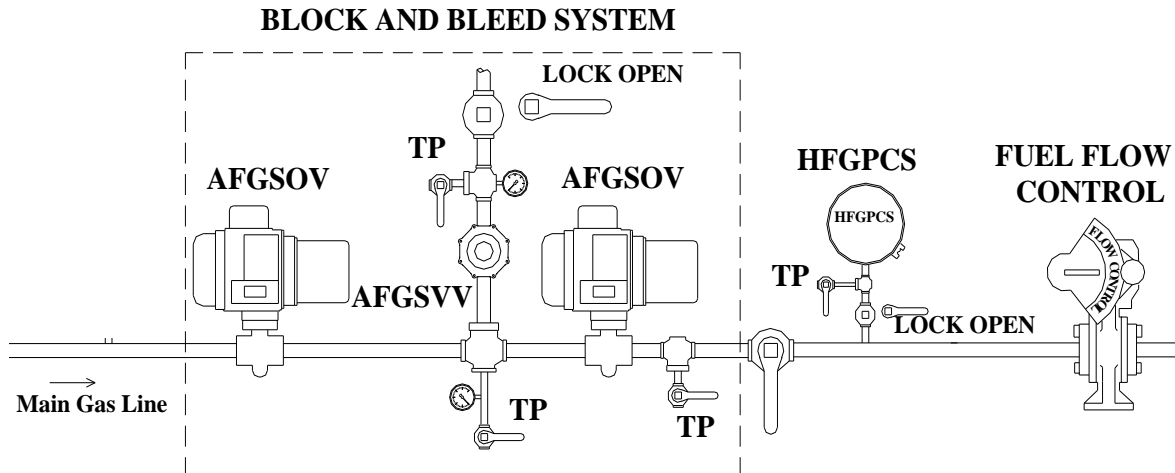 BLOCK AND BLEED SYSTEM
LOCK OPEN
TP
AFGSOV
AFGSOV
HFGPCS
FUEL FLOW
CONTROL
HFGPCS
FLOW CONTROL
AFGSVV
TP
LOCK OPEN
Main Gas Line
TP
TP